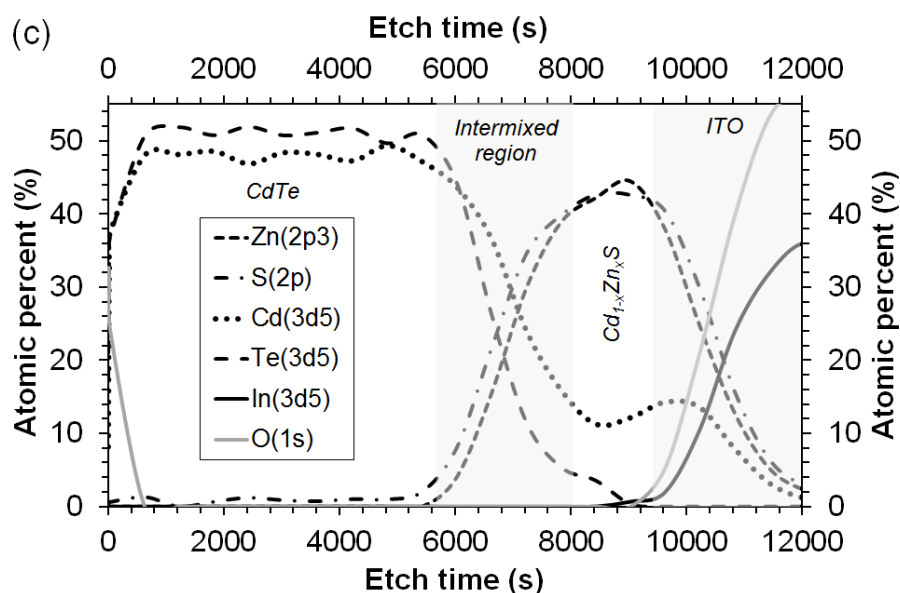 (c)
Etch time (s)
0 2000 4000 6000 8000 10000 12000
Atomic percent (%)
50
40
30
20
10
0
Intermixed
region
ITO
CdTe
Zn(2p3)
S(2p)
Cd(3d5)
Te(3d5)
In(3d5)
O(1s)
Cd1-xZnxS
50
40
30
20
10
0
Atomic percent (%)
0 2000 4000 6000 8000 10000 12000
Etch time (s)